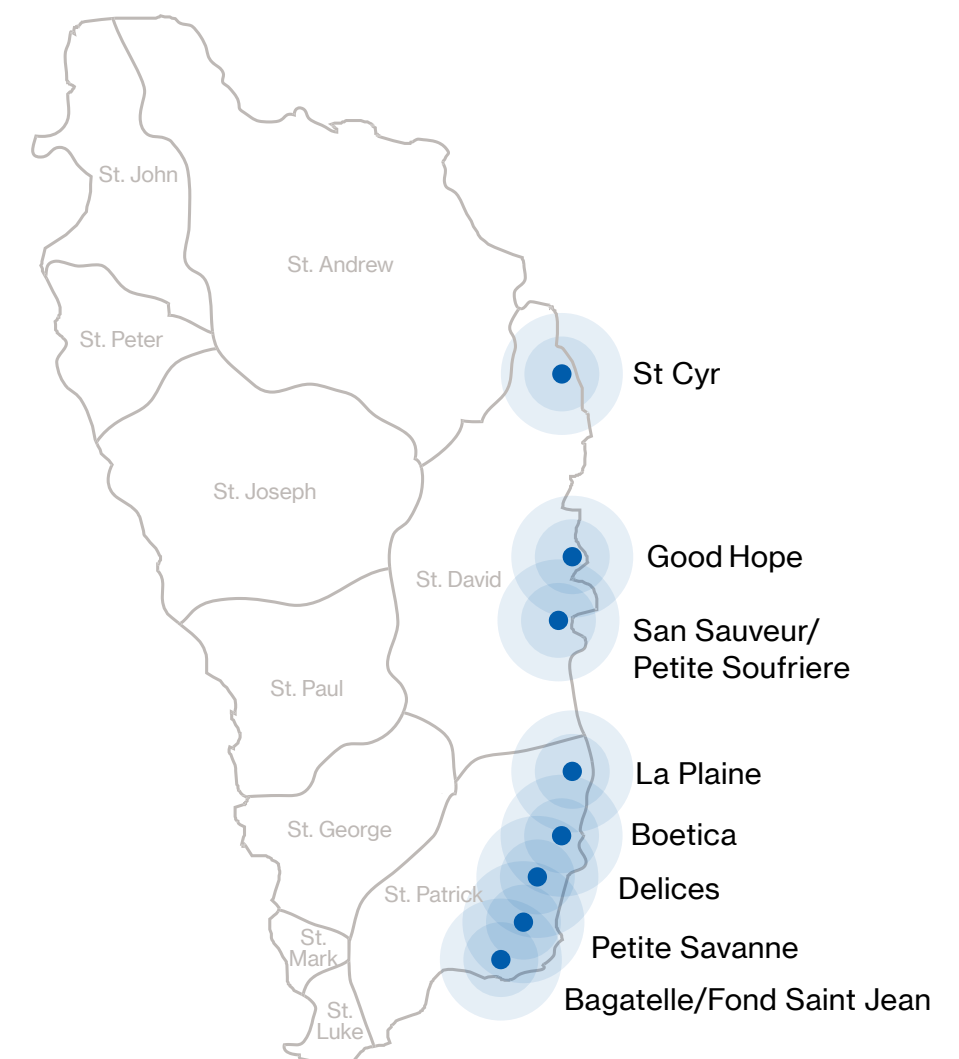 St. John
St. Andrew
St. Peter
St Cyr
St. Joseph
Good Hope
St. David
San Sauveur/
Petite Soufriere
St. Paul
La Plaine
St. George
Boetica
Delices
St. Patrick
St.
Mark
Petite Savanne
Bagatelle/Fond Saint Jean
St.
Luke